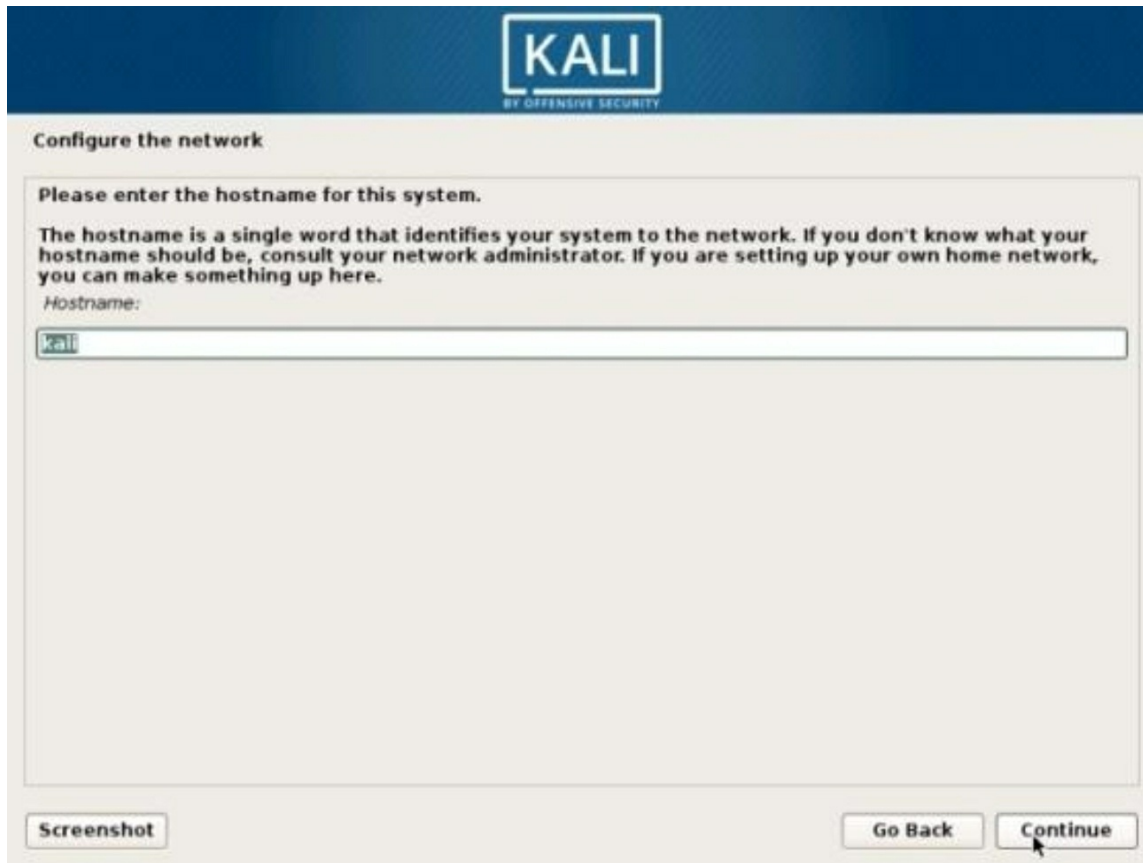 KALI
BY OFFENSIVE SECURITY
Configure the network
Please enter the hostname for this system.
The hostname is a single word that identifies your system to the network. If you don't know what your
hostname should be, consult your network administrator. If you are setting up your own home network,
you can make something up here.
Hostname:
kali
Screenshot
Go Back
Continue